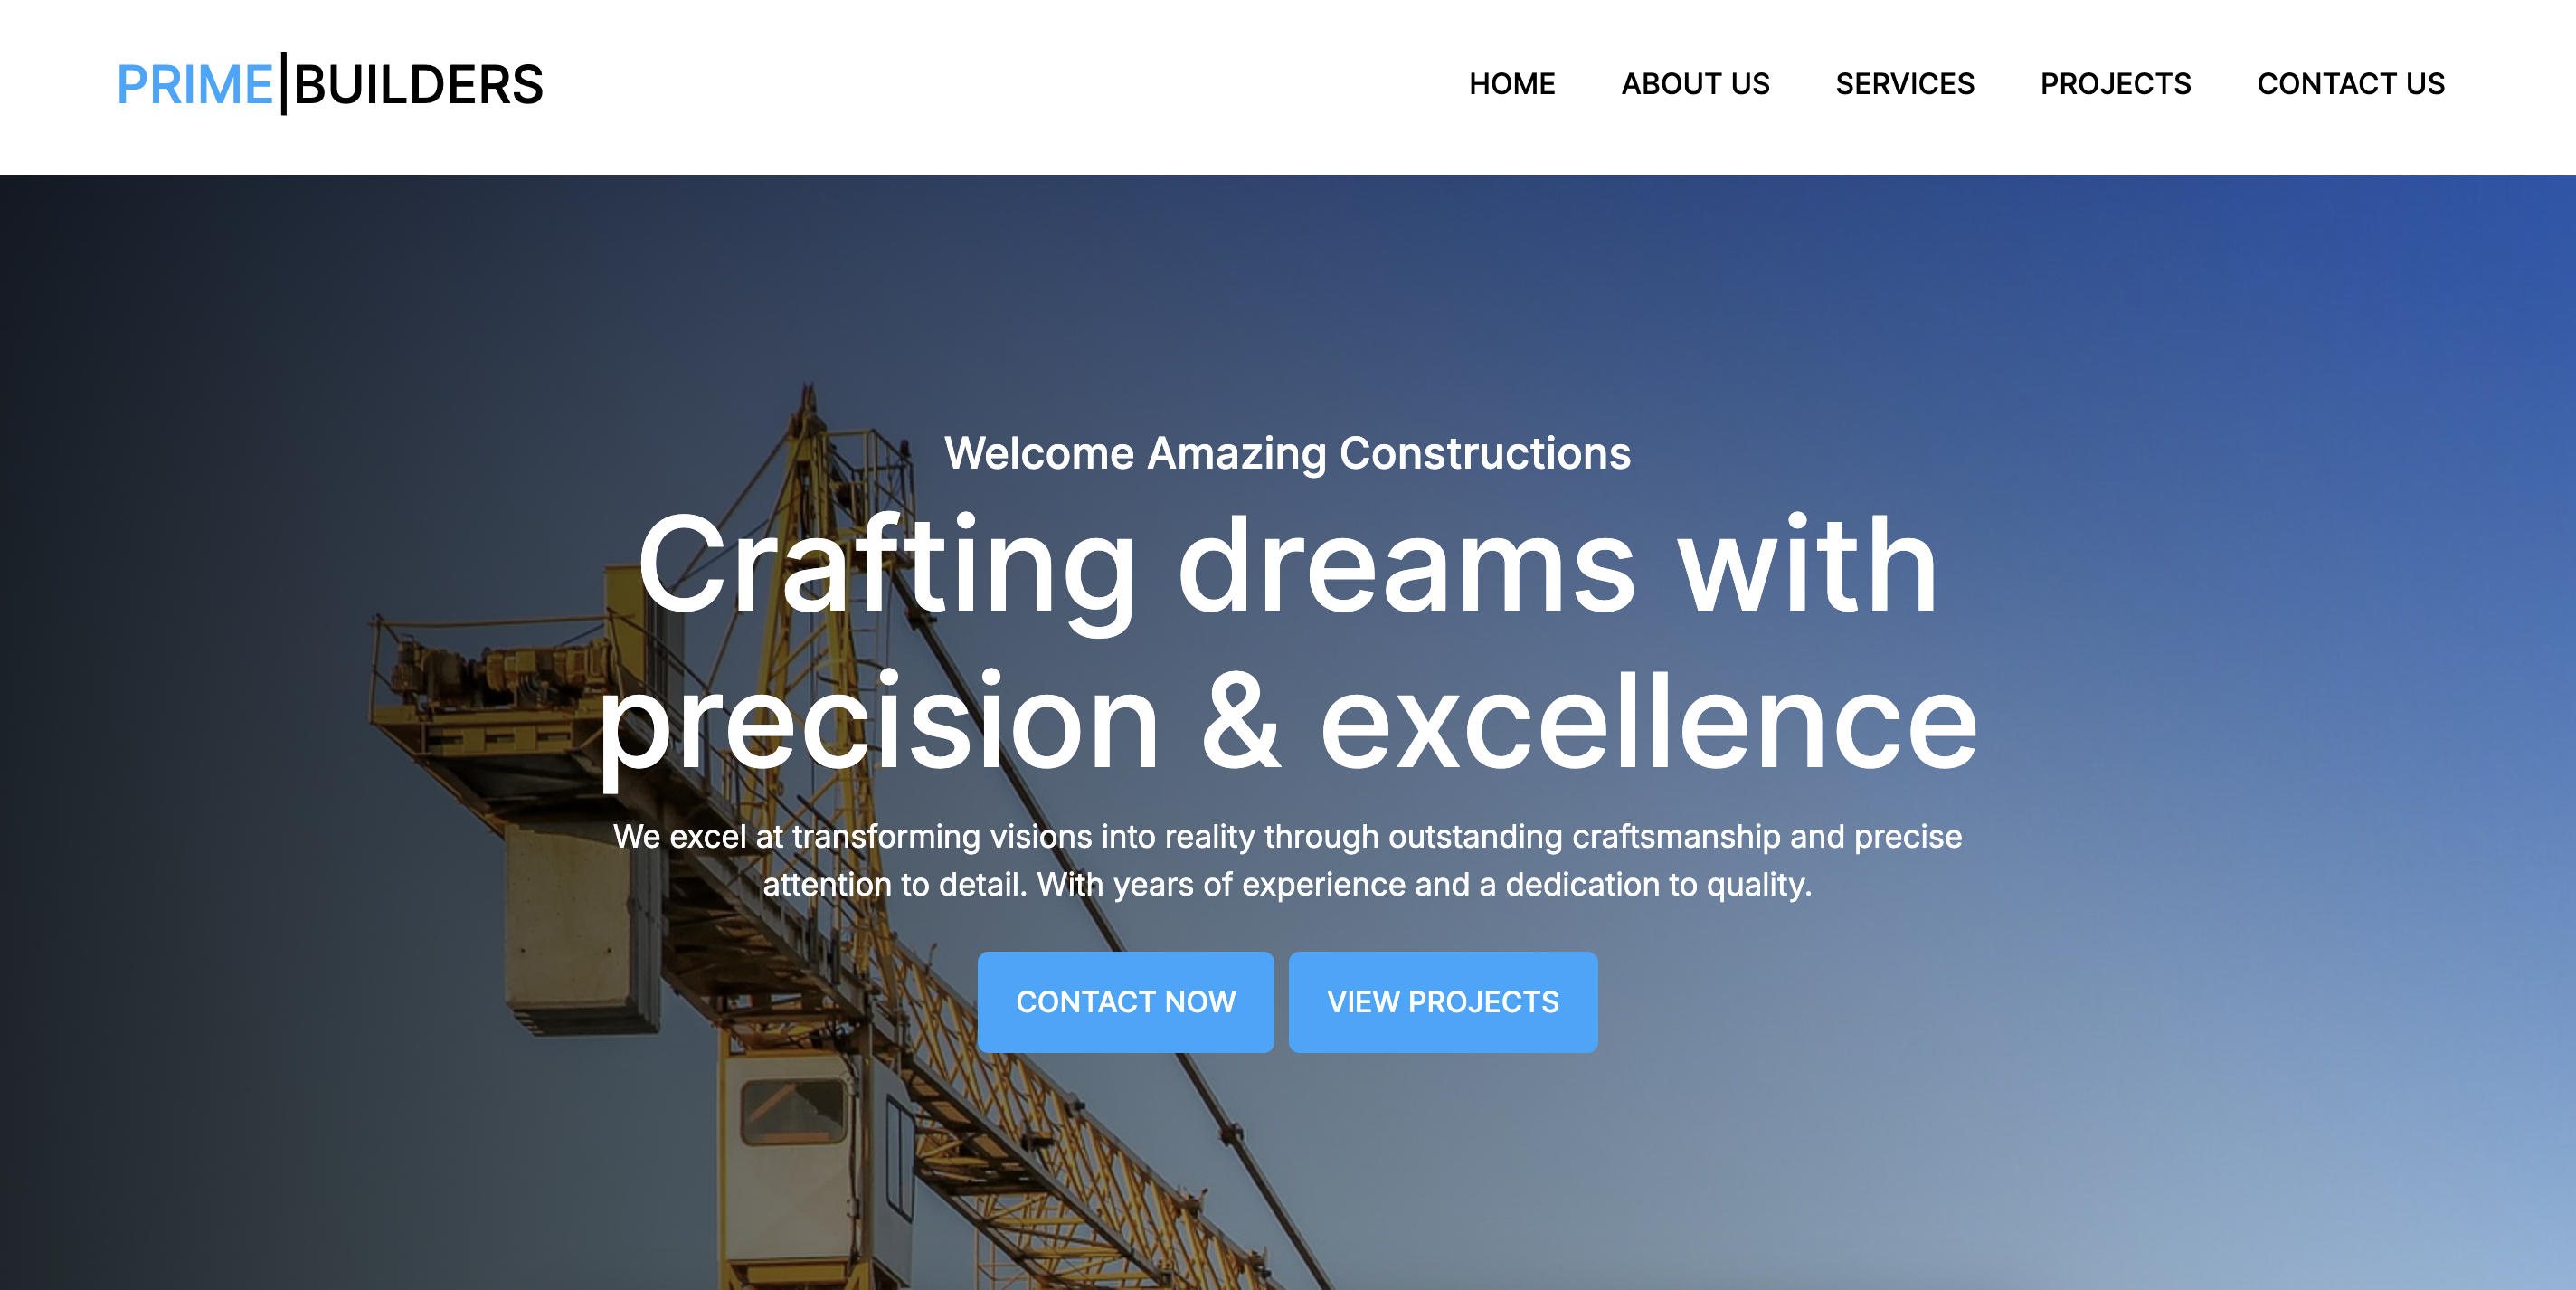 PRIME|BUILDERS
HOME ABOUT US SERVICES PROJECTS CONTACT US
Welcome Amazing Constructions
Crafting dreams with
precision & excellence
We excel at transforming visions into reality through outstanding craftsmanship and precise
attention to detail. With years of experience and a dedication to quality.
CONTACT NOW VIEW PROJECTS